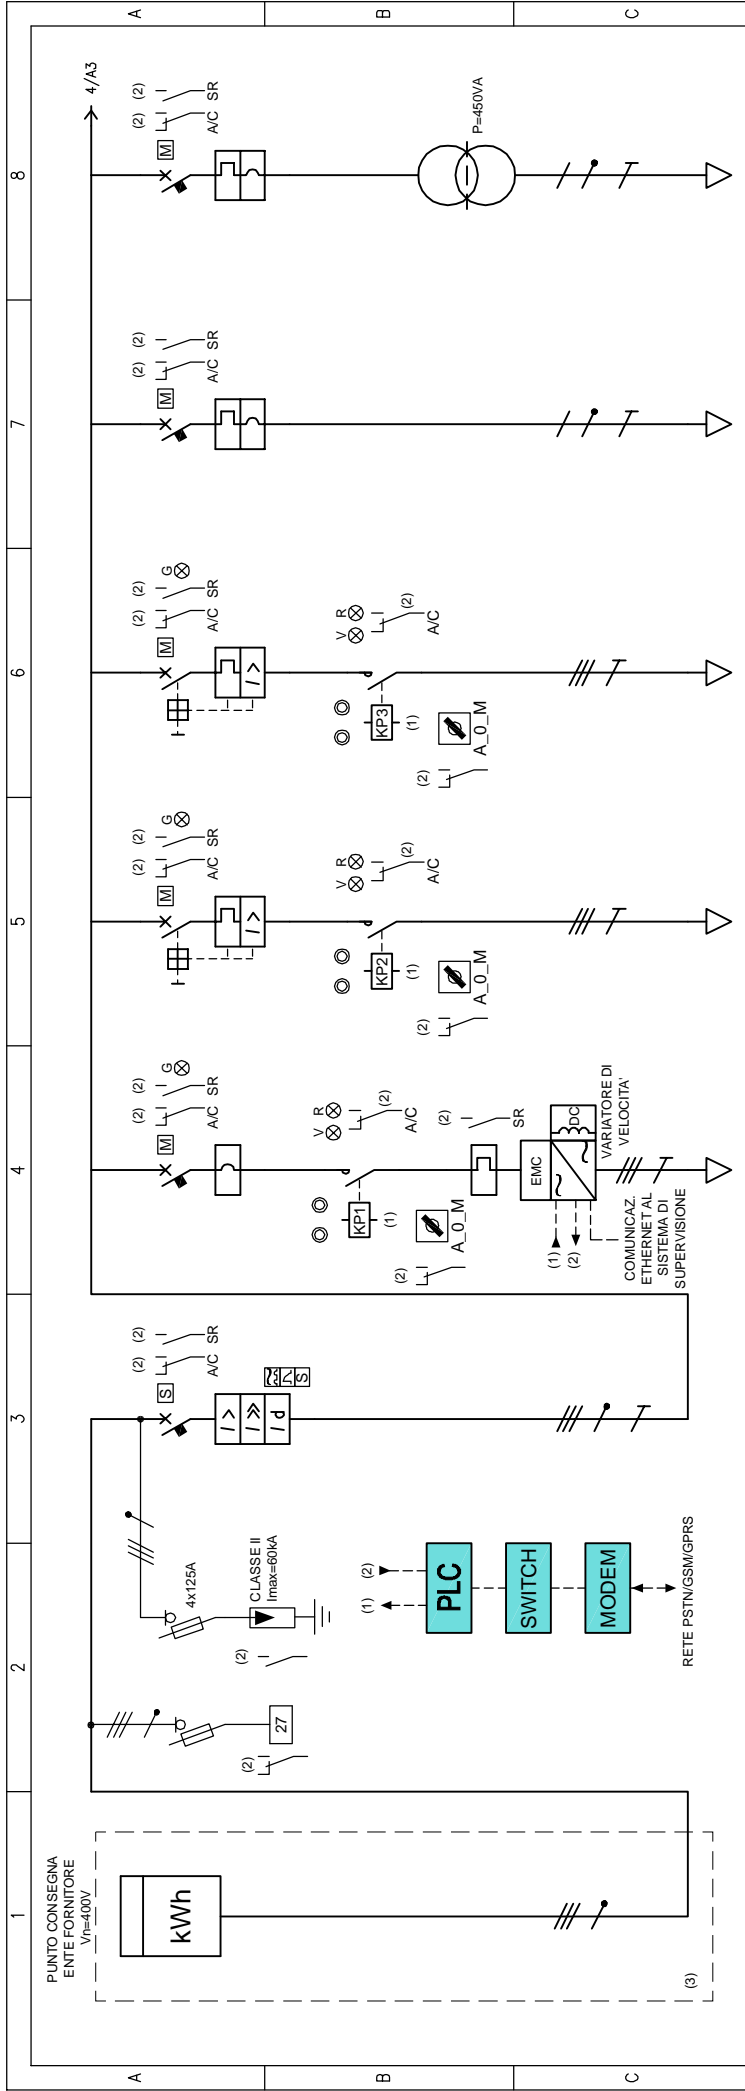 1
2
3
4
5
6
7
8
A
B
C
A
B
C
PUNTO CONSEGNA
ENTE FORNITORE
Vn=400V
kWh
(3)
(2)
27
4x125A
CLASSE II
Imax=60kA
(2)
(1)
(2)
PLC
SWITCH
MODEM
RETE PSTN/GSM/GPRS
S
(2)
(2)
A/C
SR
I>
I>>
Id
S
M
(2)
(2)
A/C
SR
G
V
R
KP1
(1)
(2)
A/C
(2)
A_0_M
(2)
SR
EMC
DC
VARIATORE DI
VELOCITA'
(1)
(2)
COMUNICAZ.
ETHERNET AL
SISTEMA DI
SUPERVISIONE
M
(2)
(2)
A/C
SR
G
I>
V
R
KP2
(1)
(2)
A/C
(2)
A_0_M
M
(2)
(2)
A/C
SR
G
I>
V
R
KP3
(1)
(2)
A/C
(2)
A_0_M
M
(2)
(2)
A/C
SR
M
(2)
(2)
A/C
SR
4/A3
P=450VA